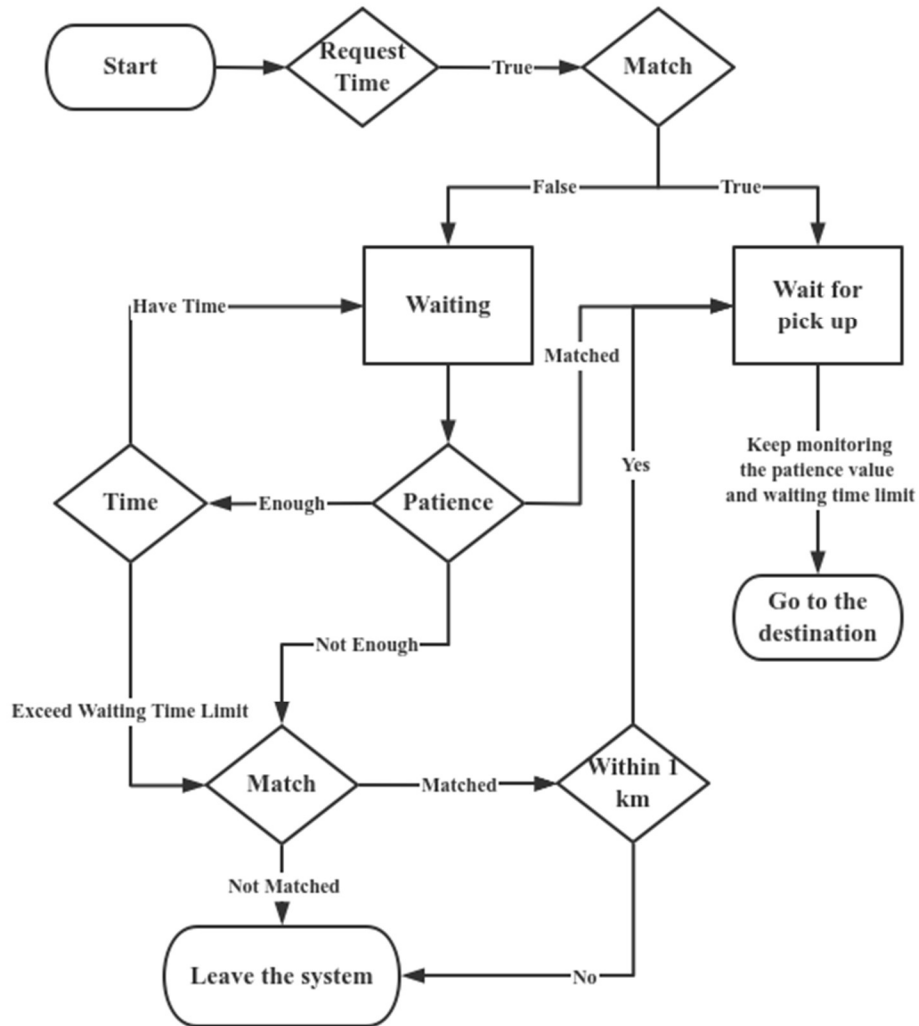 Start
Request
Time
True
Match
False
True
Have Time
Waiting
Wait for
pick up
Matched
Keep monitoring
the patience value
and waiting time limit
Yes
Time
Enough
Patience
Go to the
destination
Not Enough
Exceed Waiting Time Limit
Match
Matched
Within 1
km
Not Matched
Leave the system
No